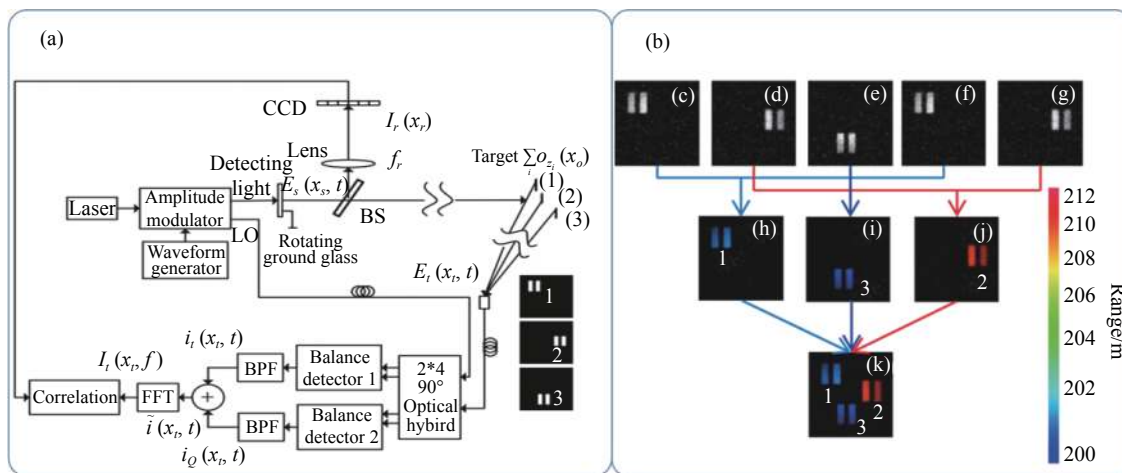 (a)
CCD
I_r (x_r)
Lens
f_r
Detecting
light
E_s (x_s, t)
Target ∑_i o_{z_i} (x_o)
(1)
(2)
(3)
Laser
Amplitude
modulator
LO
BS
Rotating
ground glass
Waveform
generator
E_t (x_t, t)
1
2
3
i_t (x_t, t)
I_t (x_t, f)
BPF
Balance
detector 1
2*4
90°
Optical
hybird
Correlation
FFT
+
ĩ (x_t, t)
BPF
Balance
detector 2
i_Q (x_t, t)
(b)
(c)
(d)
(e)
(f)
(g)
(h)
1
(i)
3
(j)
2
(k)
1
2
3
212
210
208
206
204
202
200
Range/m